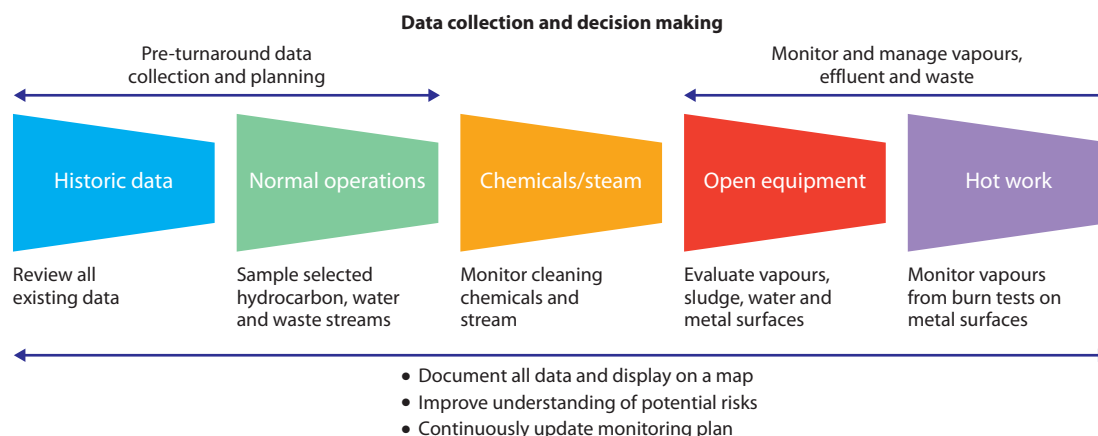 Data collection and decision making
Pre-turnaround data
collection and planning
Monitor and manage vapours,
effluent and waste
Historic data
Normal operations
Chemicals/steam
Open equipment
Hot work
Review all
existing data
Sample selected
hydrocarbon, water
and waste streams
Monitor cleaning
chemicals and
stream
Evaluate vapours,
sludge, water and
metal surfaces
Monitor vapours
from burn tests on
metal surfaces
• Document all data and display on a map
• Improve understanding of potential risks
• Continuously update monitoring plan